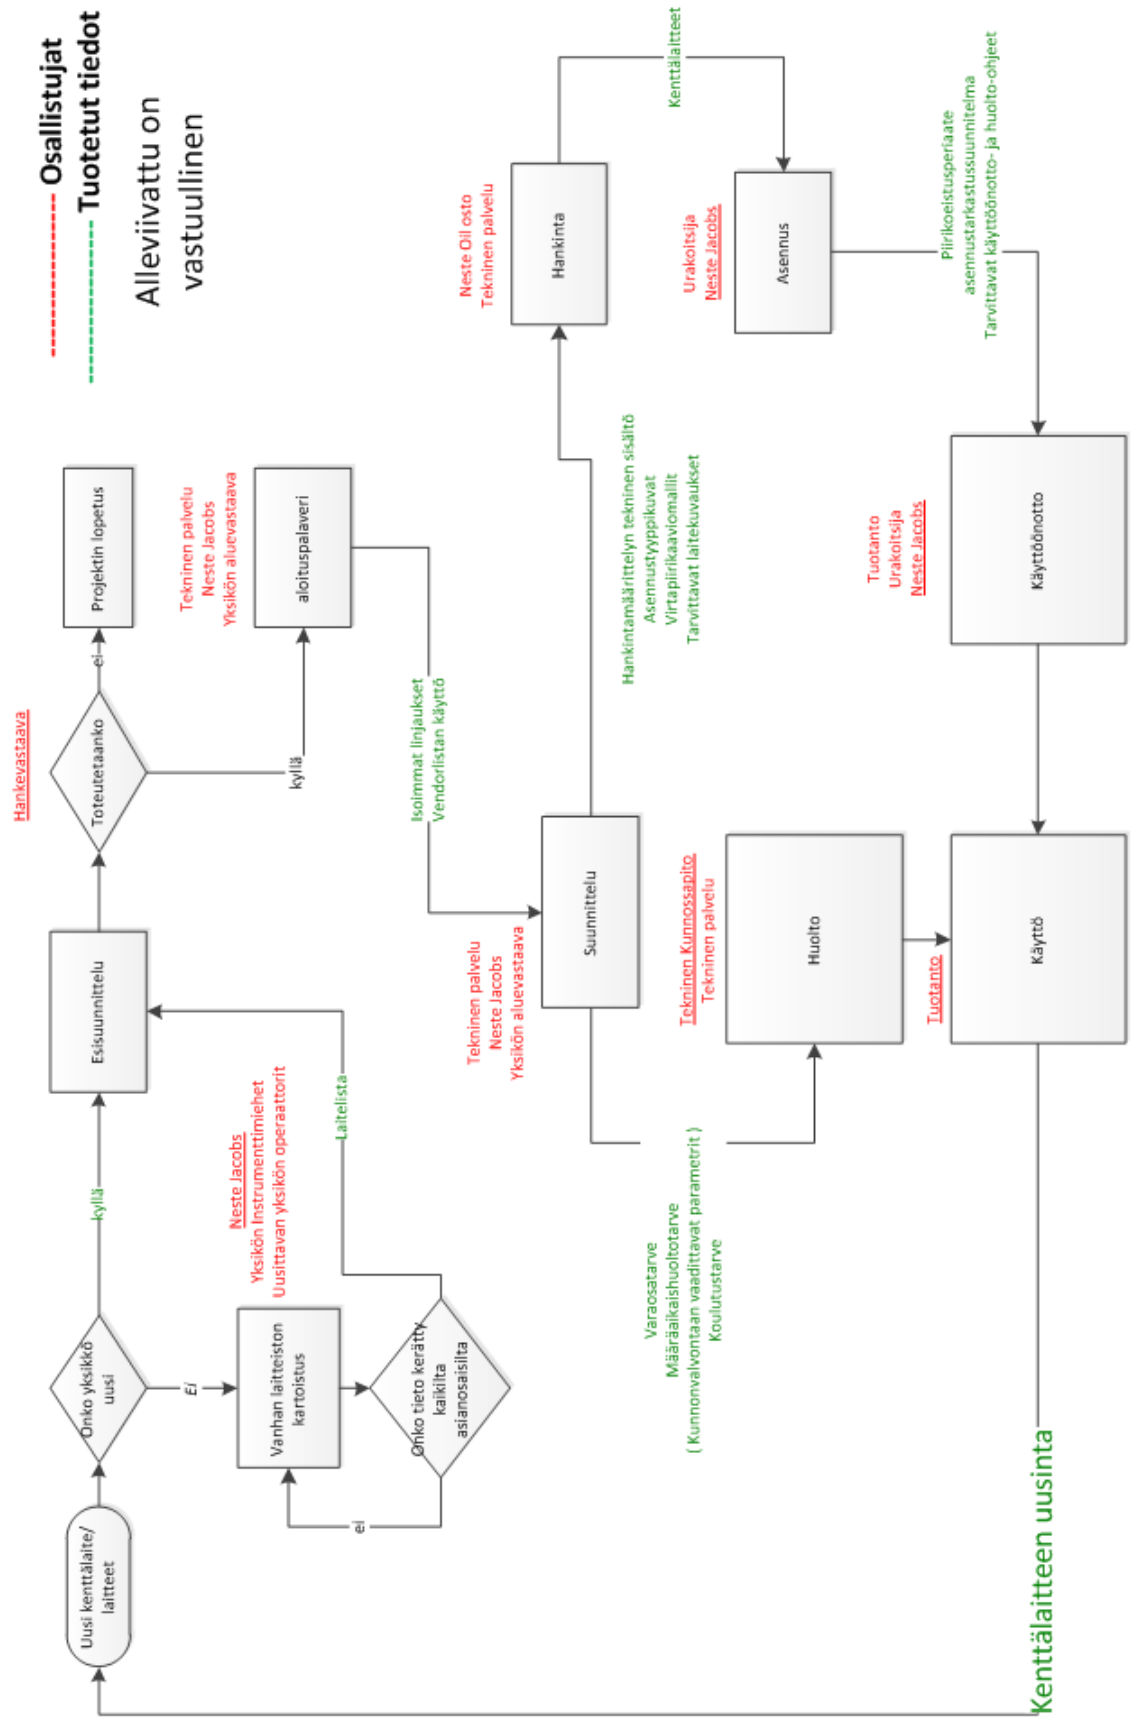 Osallistujat
Tuotetut tiedot
Alleviivattu on
vastuullinen
Uusi kenttälaite/
laitteet
Onko yksikkö
uusi
kyllä
Ei
Vanhan laitteiston
kartoistus
Neste Jacobs
Yksikön Instrumenttimiehet
Uusittavan yksikön operaattorit
Onko tieto kerätty
kaikilta
asianosaisilta
ei
Laitelista
Esisuunnittelu
Hankevastaava
Toteutetaanko
ei
Projektin lopetus
kyllä
Tekninen palvelu
Neste Jacobs
Yksikön aluevastaava
aloituspalaveri
Isoimmat linjaukset
Vendorlistan käyttö
Tekninen palvelu
Neste Jacobs
Yksikön aluevastaava
Suunnittelu
Hankintamäärittelyn tekninen sisältö
Asennustyyppikuvat
Virtapiirikaaviomallit
Tarvittavat laitekuvaukset
Neste Oil osto
Tekninen palvelu
Hankinta
Kenttälaitteet
Urakoitsija
Neste Jacobs
Asennus
Piirikoeistusperiaate
asennustarkastussuunnitelma
Tarvittavat käyttöönotto- ja huolto-ohjeet
Varaosatarve
Määräaikaishuoltotarve
( Kunnonvalvontaan vaadittavat parametrit )
Koulutustarve
Tekninen Kunnossapito
Tekninen palvelu
Huolto
Tuotanto
Urakoitsija
Neste Jacobs
Käyttöönotto
Tuotanto
Käyttö
Kenttälaitteen uusinta